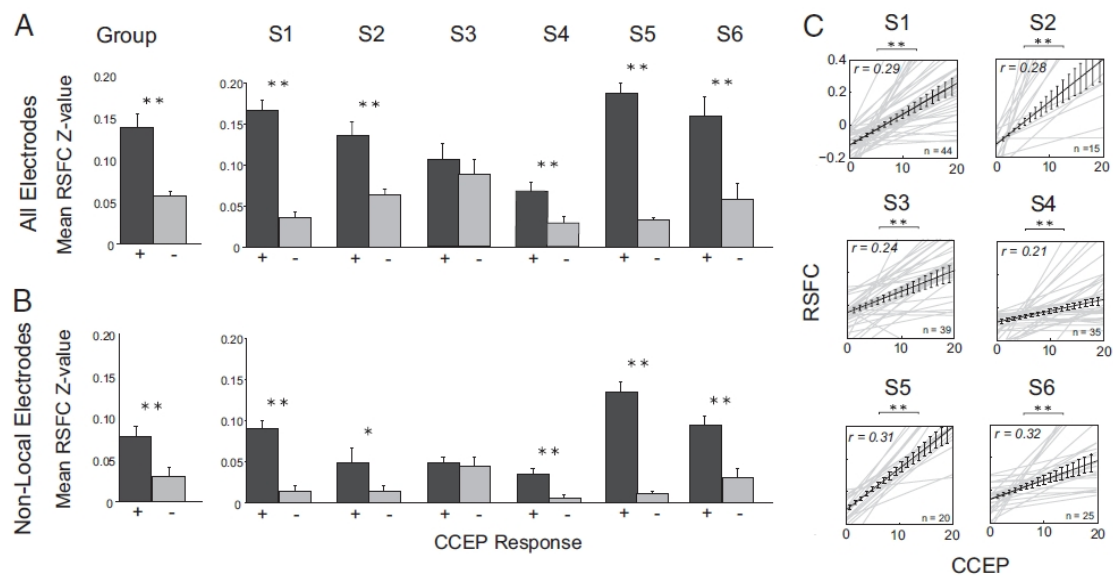 A
Group S1 S2 S3 S4 S5 S6
All Electrodes
Mean RSFC Z-value
0.20
0.15
0.10
0.05
0
** + -
0.20
0.15
0.10
0.05
0
** + -
** + -
+ -
** + -
** + -
** + -
B
Non-Local Electrodes
Mean RSFC Z-value
0.20
0.15
0.10
0.05
0
** + -
0.20
0.15
0.10
0.05
0
** + -
* + -
+ -
** + -
** + -
** + -
CCEP Response
C
S1
**
r = 0.29
0.4
0
−0.2
n = 44
0 10 20
S2
**
r = 0.28
n =15
0 10 20
S3
**
r = 0.24
n = 39
0 10 20
S4
**
r = 0.21
n = 35
0 10 20
RSFC
S5
**
r = 0.31
n = 20
0 10 20
S6
**
r = 0.32
n = 25
0 10 20
CCEP